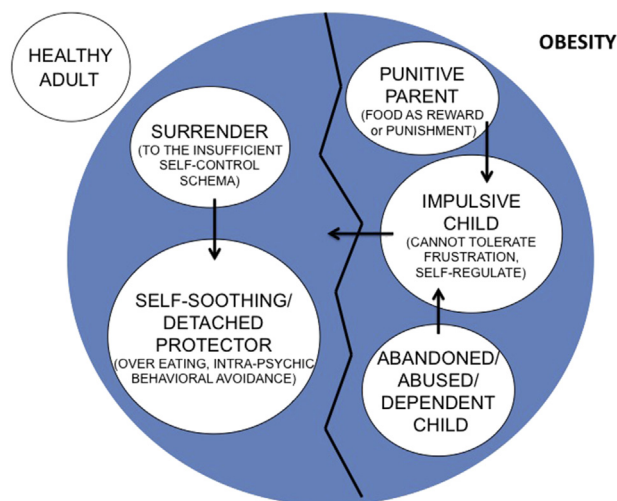 HEALTHY
ADULT
OBESITY
PUNITIVE
PARENT
(FOOD AS REWARD
or PUNISHMENT)
SURRENDER
(TO THE INSUFFICIENT
SELF-CONTROL
SCHEMA)
IMPULSIVE
CHILD
(CANNOT TOLERATE
FRUSTRATION,
SELF-REGULATE)
SELF-SOOTHING/
DETACHED
PROTECTOR
(OVER EATING, INTRA-PSYCHIC
BEHAVIORAL AVOIDANCE)
ABANDONED/
ABUSED/
DEPENDENT
CHILD